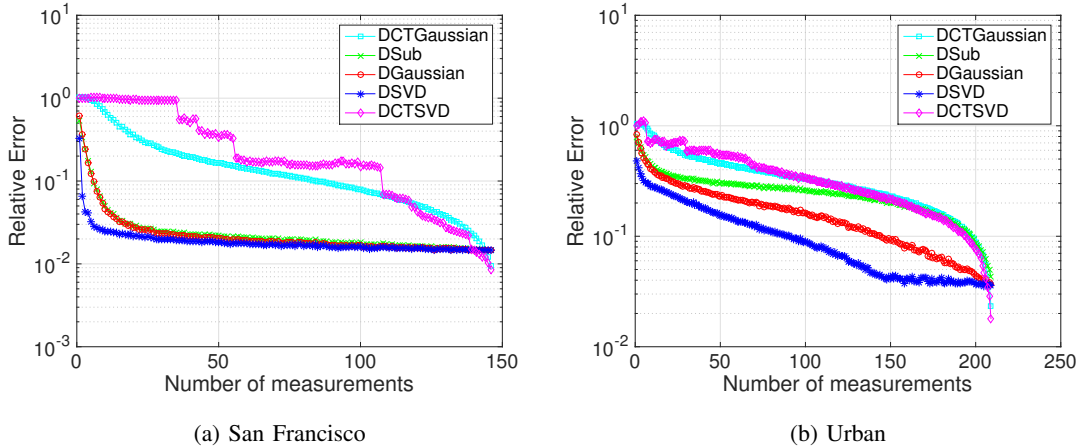 10^1
10^0
10^-1
10^-2
10^-3
Relative Error
0 50 100 150
Number of measurements
DCTGaussian
DSub
DGaussian
DSVD
DCTSVD
(a) San Francisco
10^1
10^0
10^-1
10^-2
Relative Error
0 50 100 150 200 250
Number of measurements
DCTGaussian
DSub
DGaussian
DSVD
DCTSVD
(b) Urban